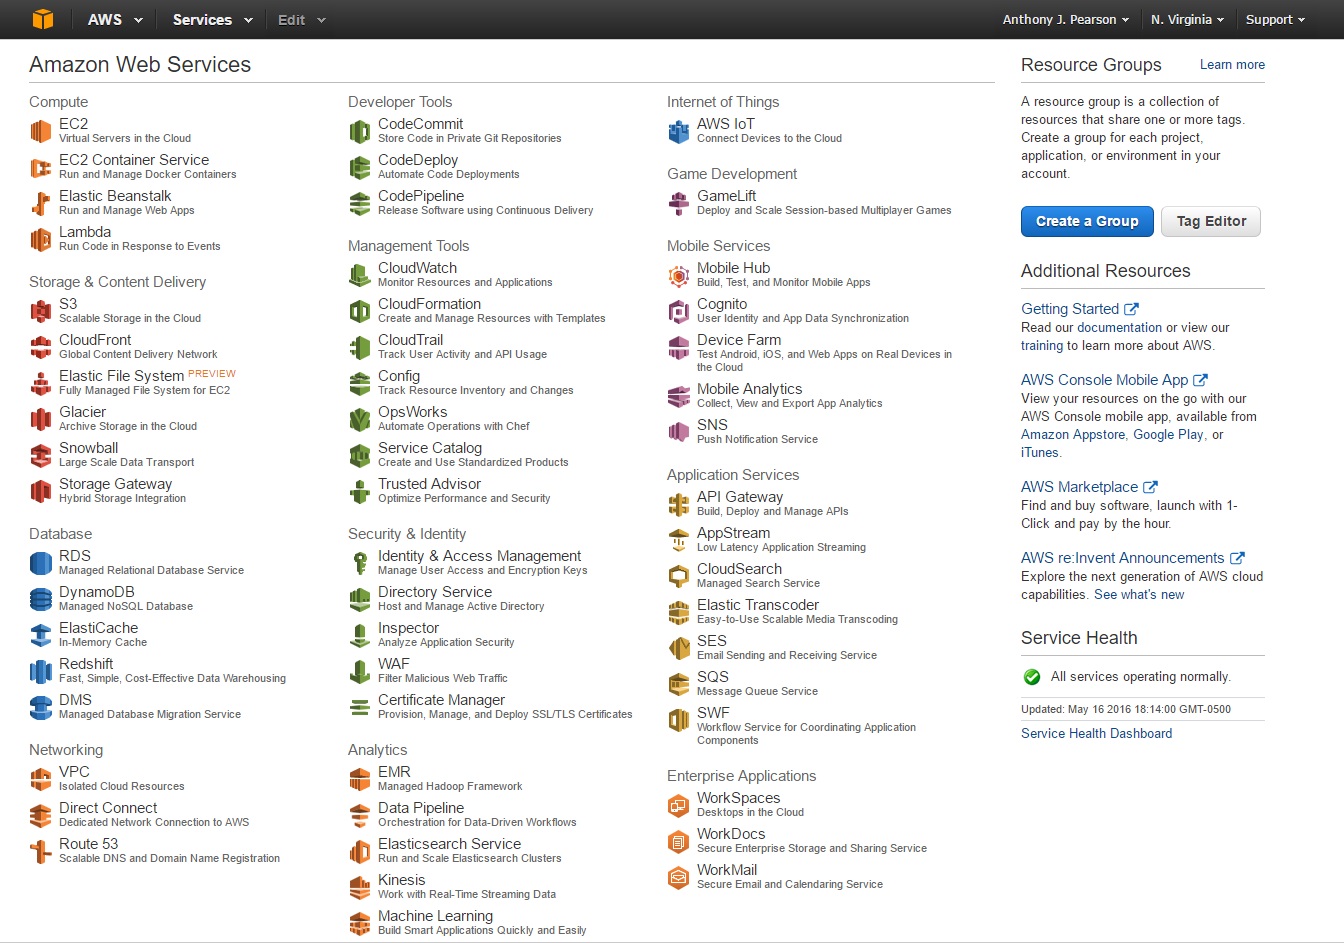 AWS
Services
Edit
Anthony J. Pearson
N. Virginia
Support
Amazon Web Services
Compute
EC2
Virtual Servers in the Cloud
EC2 Container Service
Run and Manage Docker Containers
Elastic Beanstalk
Run and Manage Web Apps
Lambda
Run Code in Response to Events
Storage & Content Delivery
S3
Scalable Storage in the Cloud
CloudFront
Global Content Delivery Network
Elastic File System PREVIEW
Fully Managed File System for EC2
Glacier
Archive Storage in the Cloud
Snowball
Large Scale Data Transport
Storage Gateway
Hybrid Storage Integration
Database
RDS
Managed Relational Database Service
DynamoDB
Managed NoSQL Database
ElastiCache
In-Memory Cache
Redshift
Fast, Simple, Cost-Effective Data Warehousing
DMS
Managed Database Migration Service
Networking
VPC
Isolated Cloud Resources
Direct Connect
Dedicated Network Connection to AWS
Route 53
Scalable DNS and Domain Name Registration
Developer Tools
CodeCommit
Store Code in Private Git Repositories
CodeDeploy
Automate Code Deployments
CodePipeline
Release Software using Continuous Delivery
Management Tools
CloudWatch
Monitor Resources and Applications
CloudFormation
Create and Manage Resources with Templates
CloudTrail
Track User Activity and API Usage
Config
Track Resource Inventory and Changes
OpsWorks
Automate Operations with Chef
Service Catalog
Create and Use Standardized Products
Trusted Advisor
Optimize Performance and Security
Security & Identity
Identity & Access Management
Manage User Access and Encryption Keys
Directory Service
Host and Manage Active Directory
Inspector
Analyze Application Security
WAF
Filter Malicious Web Traffic
Certificate Manager
Provision, Manage, and Deploy SSL/TLS Certificates
Analytics
EMR
Managed Hadoop Framework
Data Pipeline
Orchestration for Data-Driven Workflows
Elasticsearch Service
Run and Scale Elasticsearch Clusters
Kinesis
Work with Real-Time Streaming Data
Machine Learning
Build Smart Applications Quickly and Easily
Internet of Things
AWS IoT
Connect Devices to the Cloud
Game Development
GameLift
Deploy and Scale Session-based Multiplayer Games
Mobile Services
Mobile Hub
Build, Test, and Monitor Mobile Apps
Cognito
User Identity and App Data Synchronization
Device Farm
Test Android, iOS, and Web Apps on Real Devices in
the Cloud
Mobile Analytics
Collect, View and Export App Analytics
SNS
Push Notification Service
Application Services
API Gateway
Build, Deploy and Manage APIs
AppStream
Low Latency Application Streaming
CloudSearch
Managed Search Service
Elastic Transcoder
Easy-to-Use Scalable Media Transcoding
SES
Email Sending and Receiving Service
SQS
Message Queue Service
SWF
Workflow Service for Coordinating Application
Components
Enterprise Applications
WorkSpaces
Desktops in the Cloud
WorkDocs
Secure Enterprise Storage and Sharing Service
WorkMail
Secure Email and Calendaring Service
Resource Groups
Learn more
A resource group is a collection of
resources that share one or more tags.
Create a group for each project,
application, or environment in your
account.
Create a Group
Tag Editor
Additional Resources
Getting Started
Read our documentation or view our
training to learn more about AWS.
AWS Console Mobile App
View your resources on the go with our
AWS Console mobile app, available from
Amazon Appstore, Google Play, or
iTunes.
AWS Marketplace
Find and buy software, launch with 1-
Click and pay by the hour.
AWS re:Invent Announcements
Explore the next generation of AWS cloud
capabilities. See what's new
Service Health
All services operating normally.
Updated: May 16 2016 18:14:00 GMT-0500
Service Health Dashboard